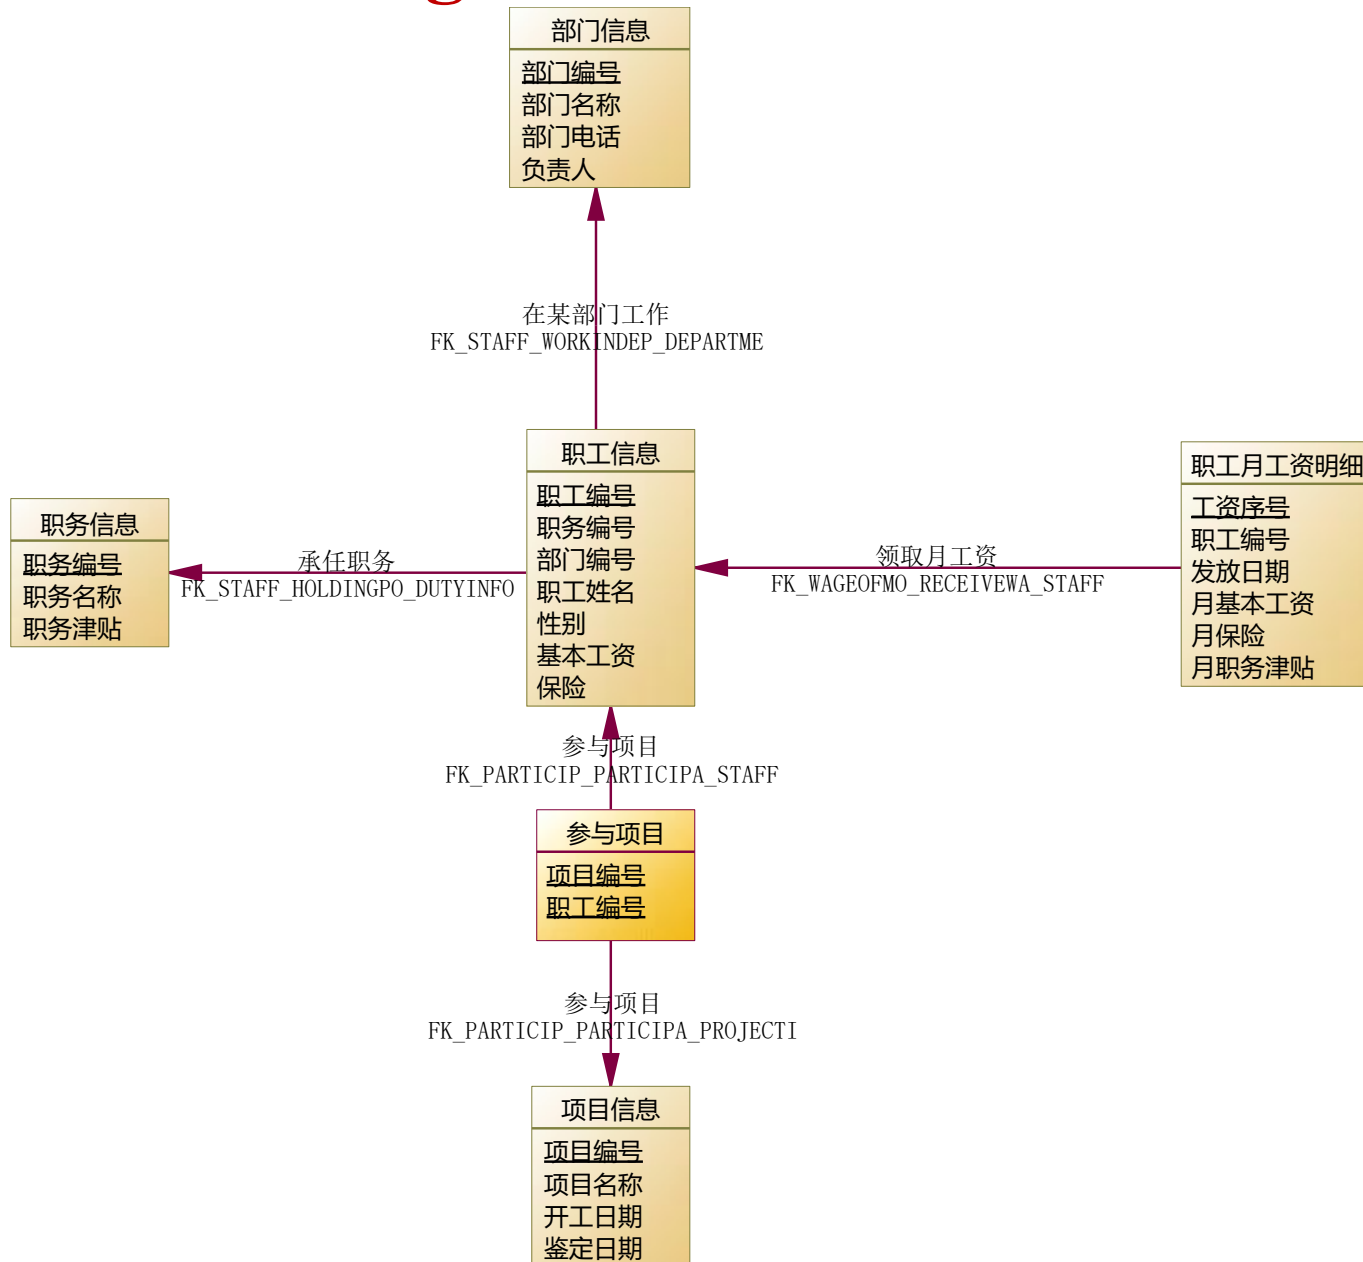 部门信息
部门编号
部门名称
部门电话
负责人
在某部门工作
FK_STAFF_WORKINDEP_DEPARTME
职工信息
职工编号
职务编号
部门编号
职工姓名
性别
基本工资
保险
职务信息
职务编号
职务名称
职务津贴
承任职务
FK_STAFF_HOLDINGPO_DUTYINFO
领取月工资
FK_WAGEOFMO_RECEIVEWA_STAFF
职工月工资明细
工资序号
职工编号
发放日期
月基本工资
月保险
月职务津贴
参与项目
FK_PARTICIP_PARTICIPA_STAFF
参与项目
项目编号
职工编号
参与项目
FK_PARTICIP_PARTICIPA_PROJECTI
项目信息
项目编号
项目名称
开工日期
鉴定日期